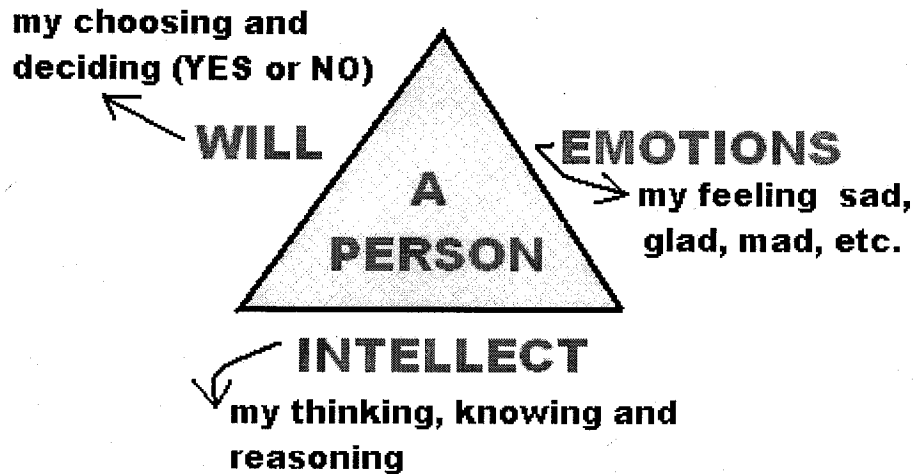 my choosing and
deciding (YES or NO)
WILL
EMOTIONS
my feeling sad,
glad, mad, etc.
A
PERSON
INTELLECT
my thinking, knowing and
reasoning